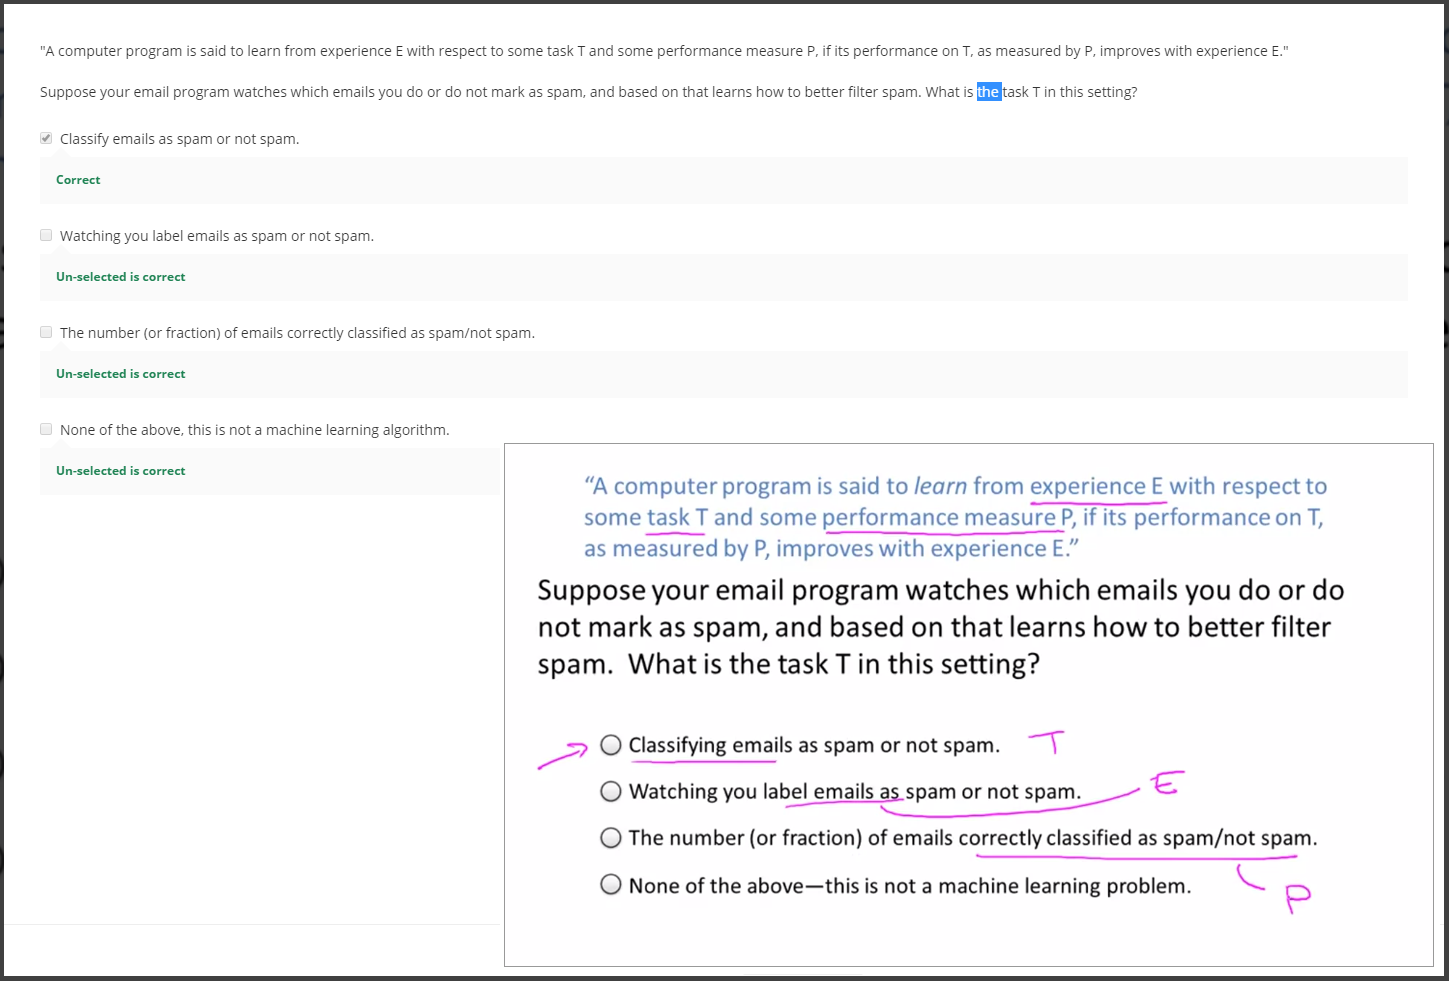 "A computer program is said to learn from experience E with respect to some task T and some performance measure P, if its performance on T, as measured by P, improves with experience E."
Suppose your email program watches which emails you do or do not mark as spam, and based on that learns how to better filter spam. What is the task T in this setting?
Classify emails as spam or not spam.
Correct
Watching you label emails as spam or not spam.
Un-selected is correct
The number (or fraction) of emails correctly classified as spam/not spam.
Un-selected is correct
None of the above, this is not a machine learning algorithm.
Un-selected is correct
“A computer program is said to learn from experience E with respect to
some task T and some performance measure P, if its performance on T,
as measured by P, improves with experience E.”
Suppose your email program watches which emails you do or do
not mark as spam, and based on that learns how to better filter
spam.  What is the task T in this setting?
Classifying emails as spam or not spam. T
Watching you label emails as spam or not spam. E
The number (or fraction) of emails correctly classified as spam/not spam.
None of the above—this is not a machine learning problem. P